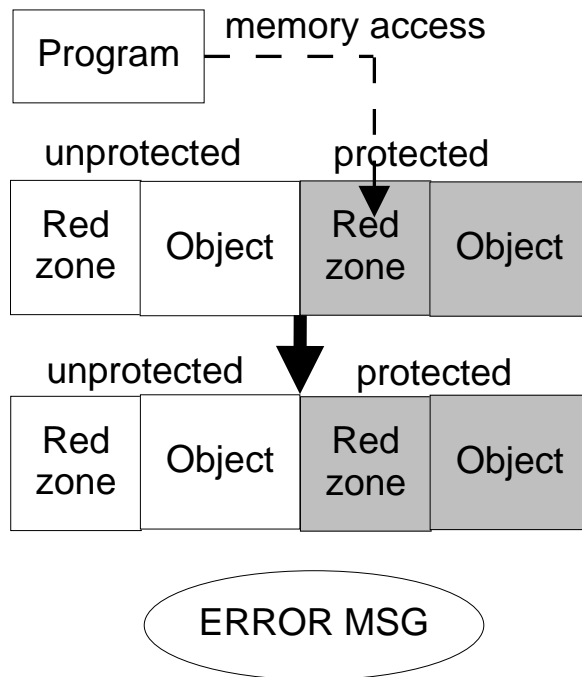 memory access
Program
unprotected protected
Red zone Object Red zone Object
unprotected protected
Red zone Object Red zone Object
ERROR MSG